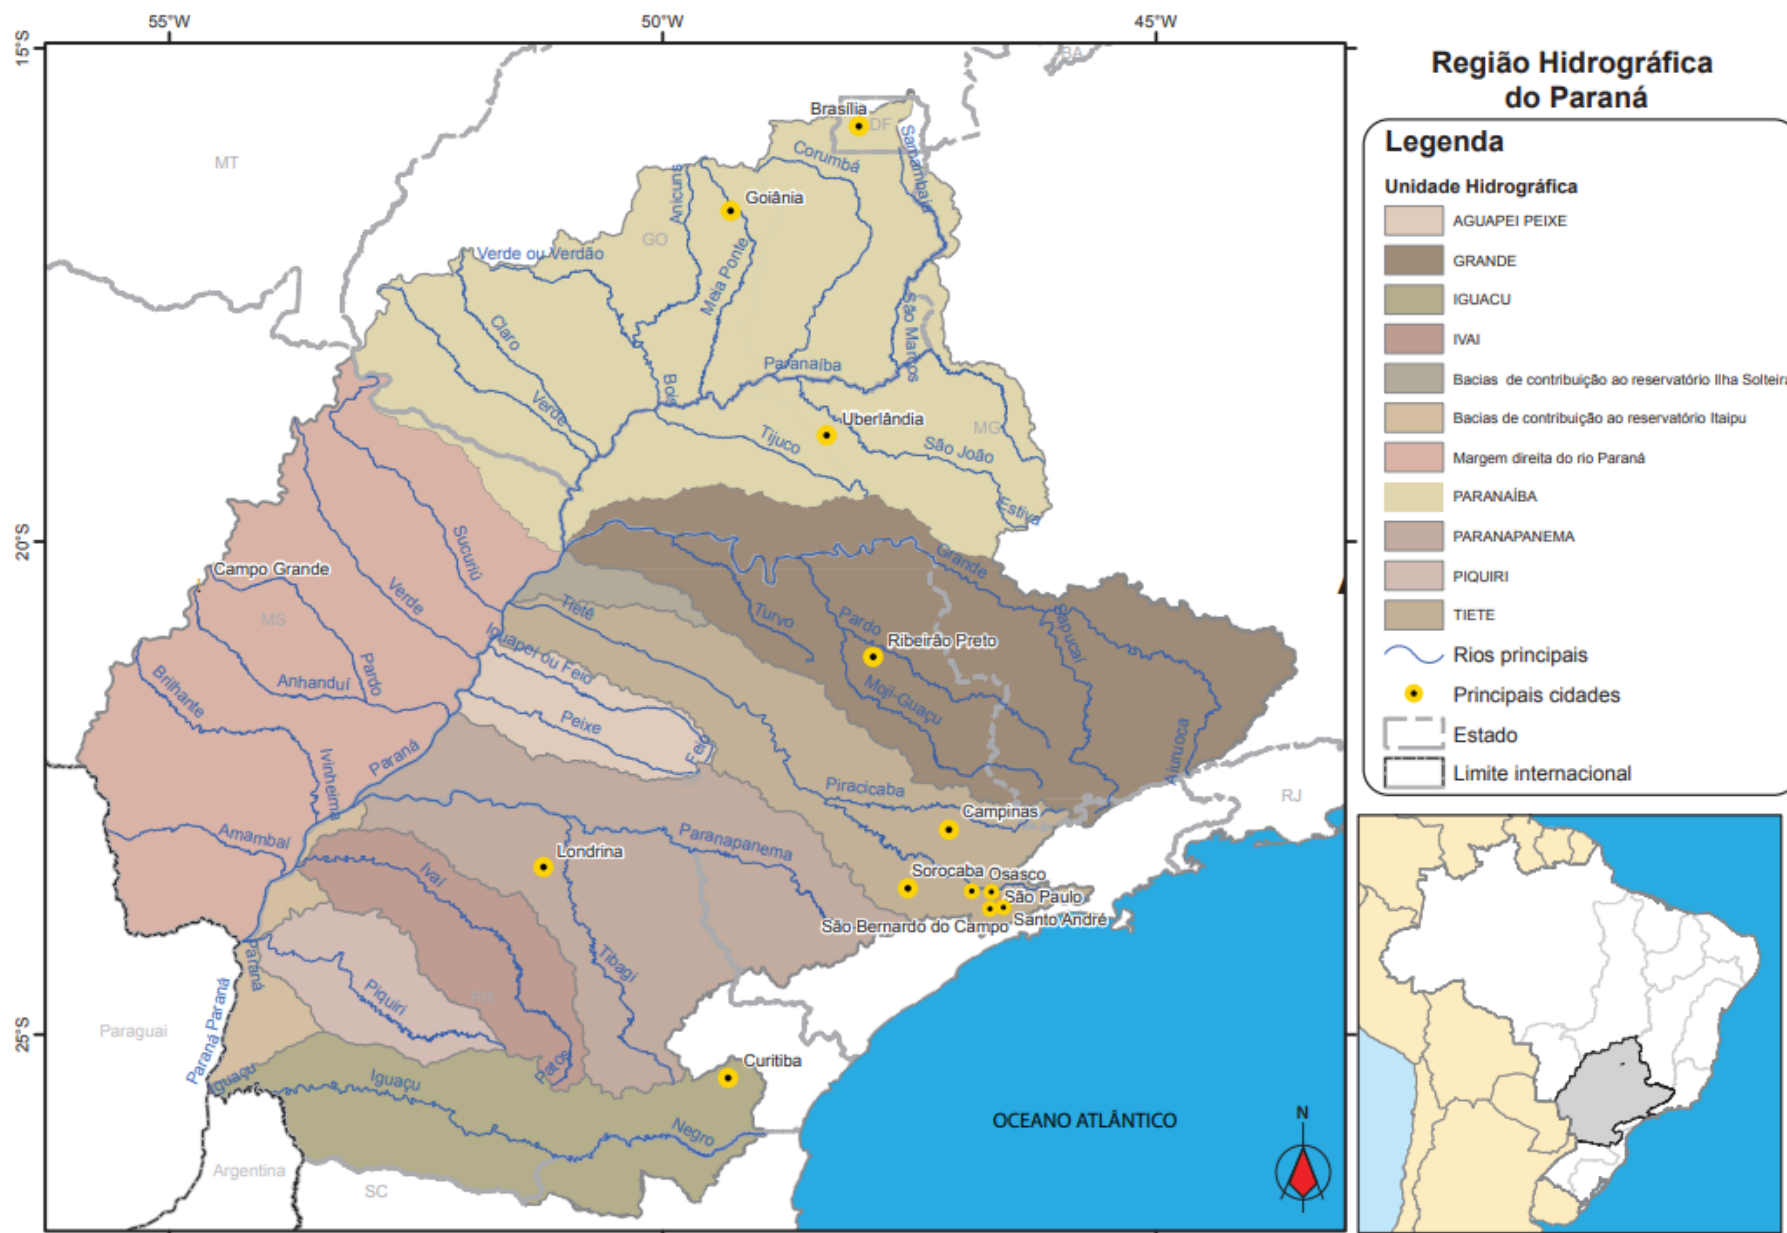 55°W
50°W
45°W
15°S
20°S
25°S
BA
Brasília
DF
MT
Samambaia
Corumbá
Anicuns
Goiânia
GO
Verde ou Verdão
Meia Ponte
São Marcos
Claro
Paranaíba
Verde
Bois
Uberlândia
MG
Tijuco
São João
Estiva
Sucuriú
Grande
Campo Grande
Verde
Tietê
Turvo
Pardo
Sapucaí
MS
Iguapeí ou Feio
Ribeirão Preto
Pardo
Anhanduí
Brilhante
Moji-Guaçu
Peixe
Feio
Aiuruoca
Paraná
Ivinheima
Piracicaba
RJ
Campinas
Amambaí
Paranapanema
Londrina
Ivaí
Sorocaba
Osasco
São Paulo
Santo André
São Bernardo do Campo
Paraná
Tibagi
Piquiri
PR
Paraná
Paraná
Paraguai
Patos
Curitiba
Iguaçu
Iguaçu
Negro
OCEANO ATLÂNTICO
Argentina
SC
N
Região Hidrográfica
do Paraná
Legenda
Unidade Hidrográfica
AGUAPEI PEIXE
GRANDE
IGUACU
IVAI
Bacias de contribuição ao reservatório Ilha Solteira
Bacias de contribuição ao reservatório Itaipu
Margem direita do rio Paraná
PARANAÍBA
PARANAPANEMA
PIQUIRI
TIETE
Rios principais
Principais cidades
Estado
Limite internacional